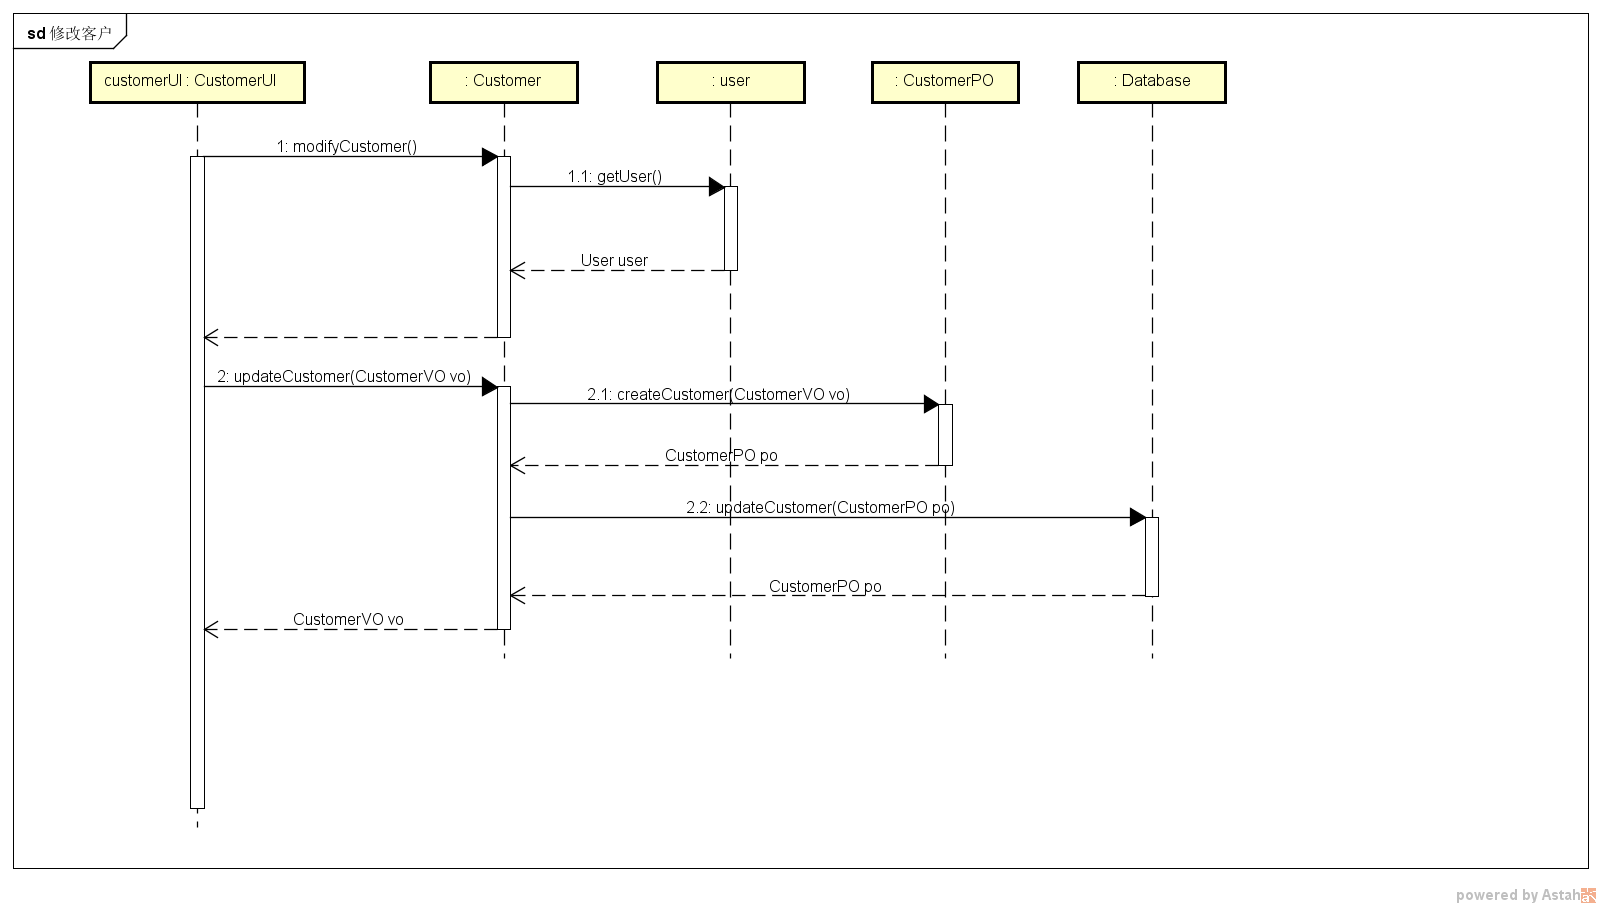 sd 修改客户
customerUI : CustomerUI
: Customer
: user
: CustomerPO
: Database
1: modifyCustomer()
1.1: getUser()
User user
2: updateCustomer(CustomerVO vo)
2.1: createCustomer(CustomerVO vo)
CustomerPO po
2.2: updateCustomer(CustomerPO po)
CustomerPO po
CustomerVO vo
powered by Astah